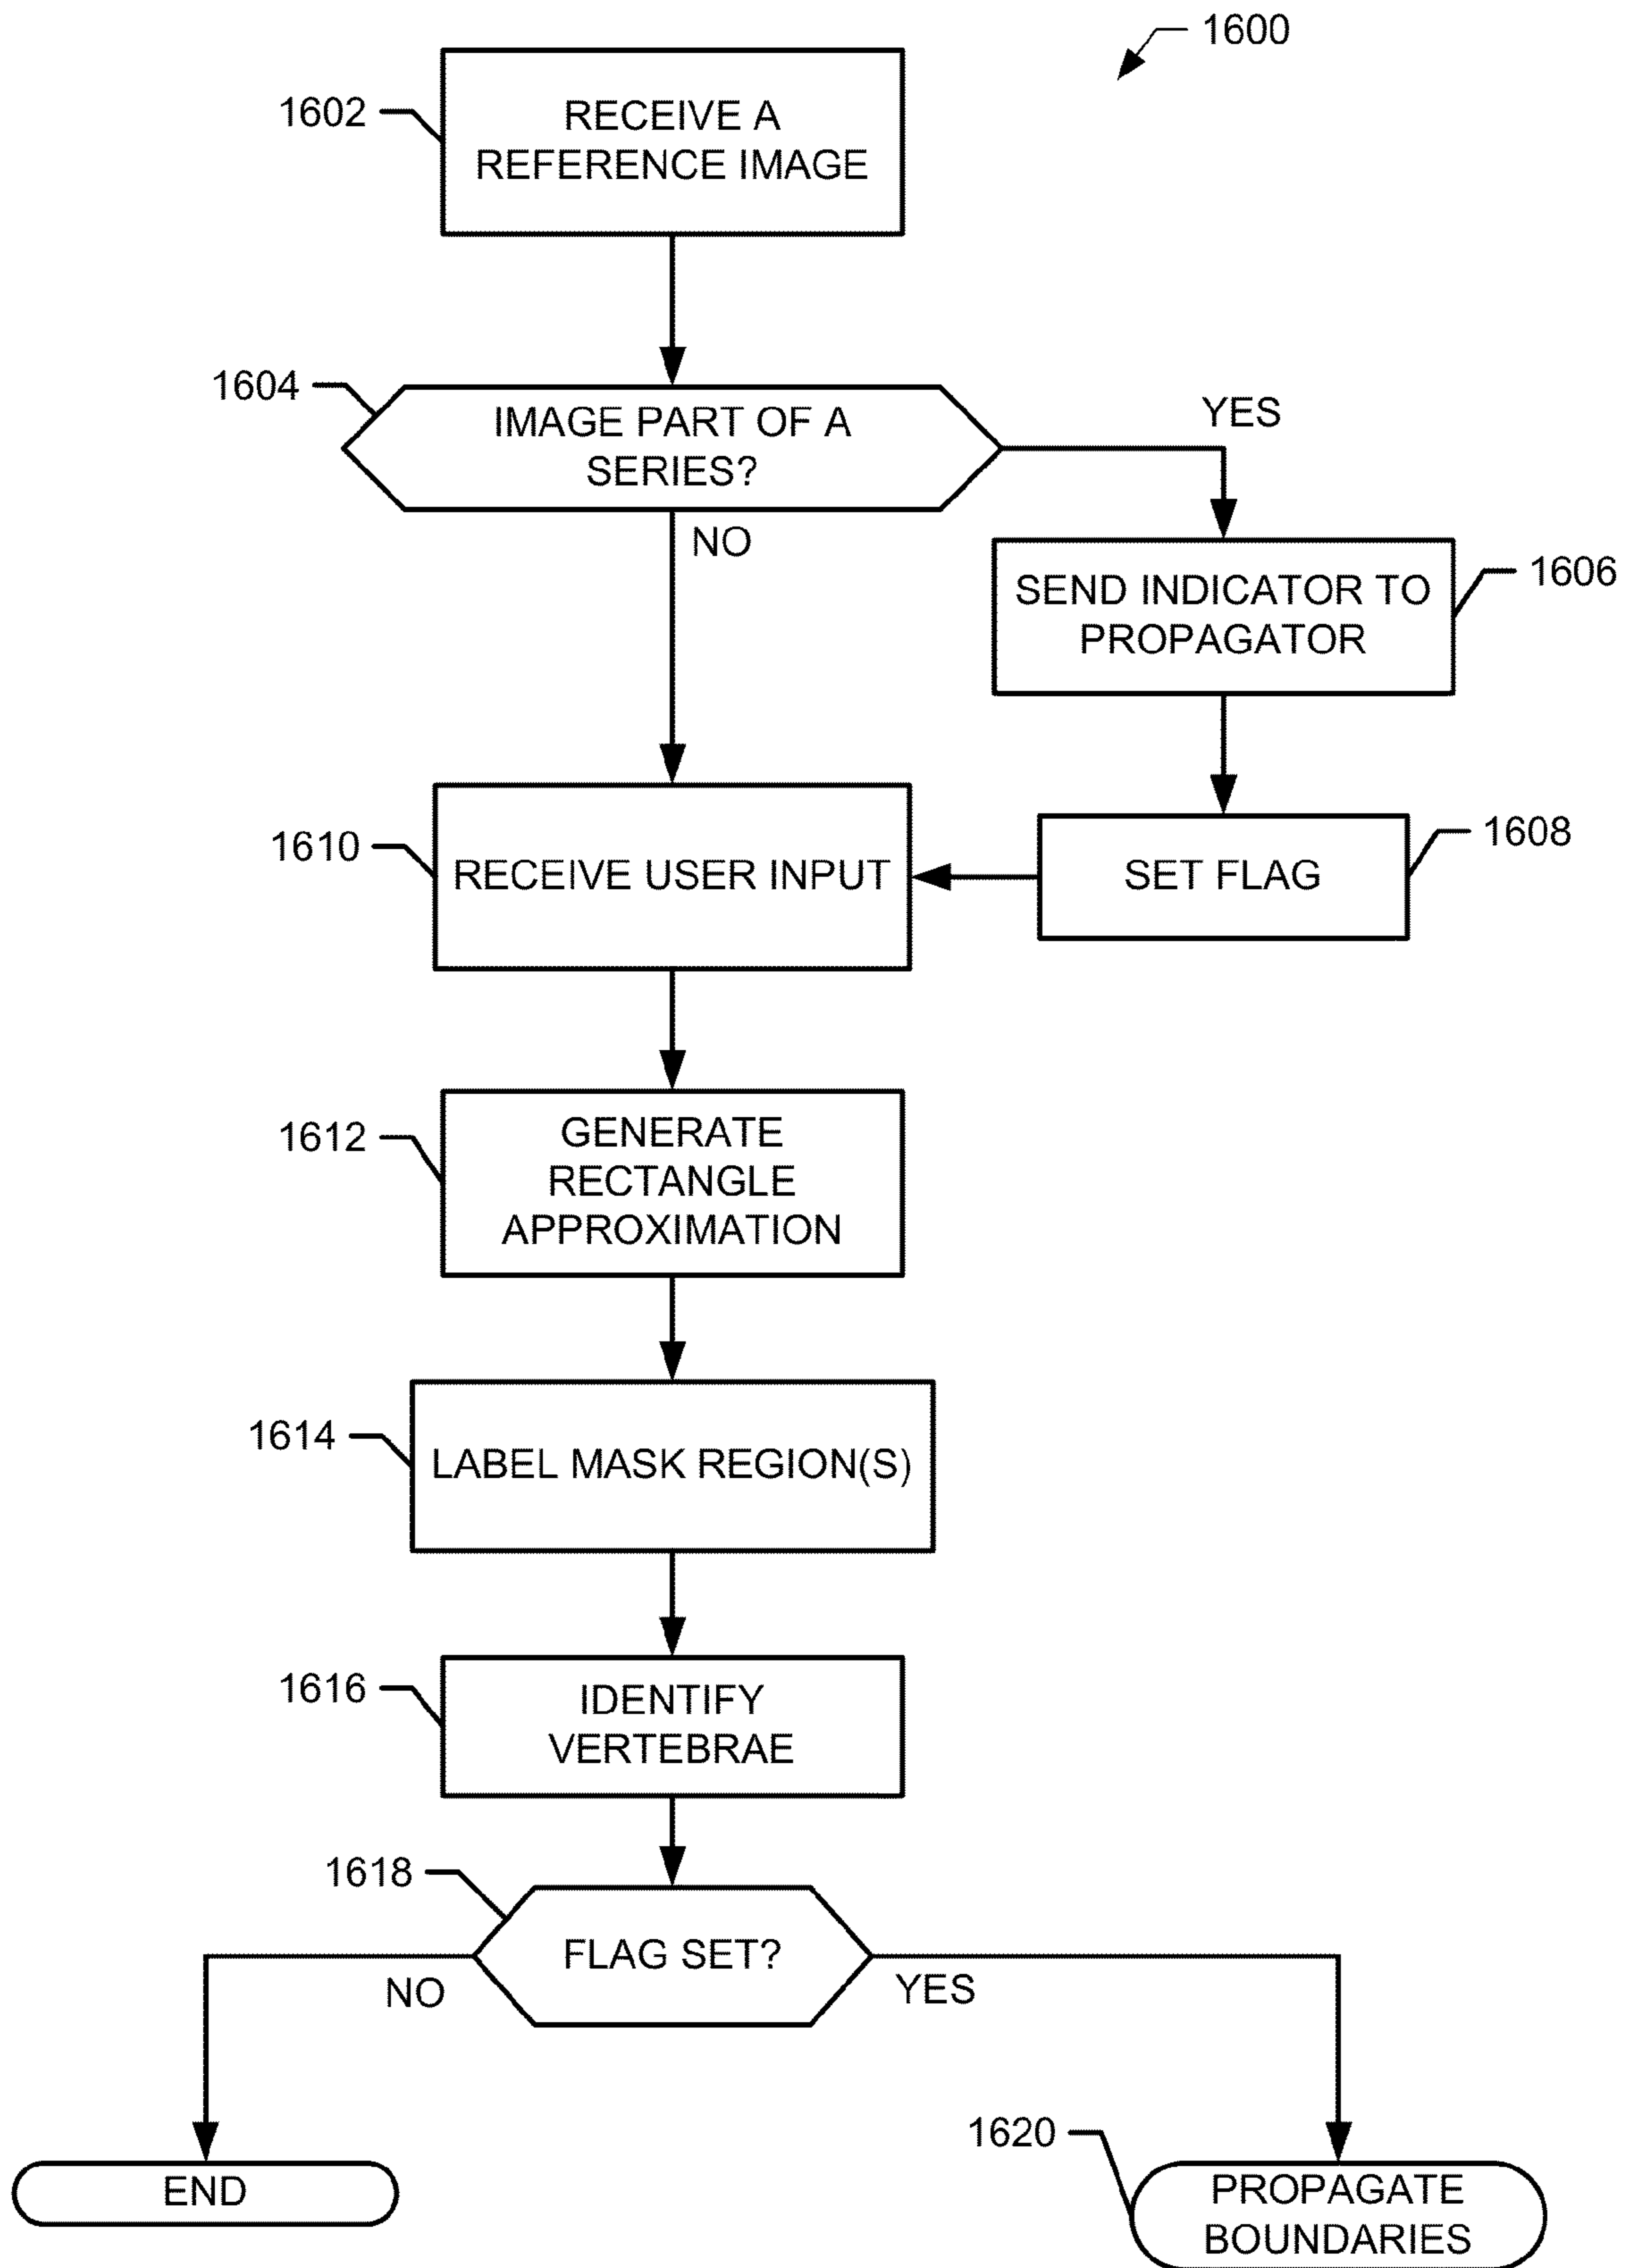 1600
1602
RECEIVE A
REFERENCE IMAGE
1604
IMAGE PART OF A
SERIES?
YES
NO
1606
SEND INDICATOR TO
PROPAGATOR
1608
SET FLAG
1610
RECEIVE USER INPUT
1612
GENERATE
RECTANGLE
APPROXIMATION
1614
LABEL MASK REGION(S)
1616
IDENTIFY
VERTEBRAE
1618
FLAG SET?
NO
YES
END
1620
PROPAGATE
BOUNDARIES